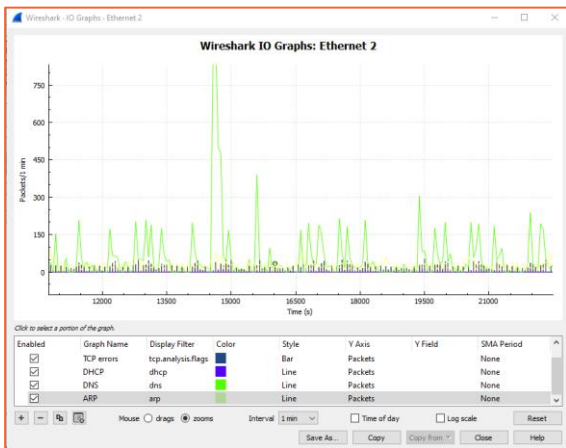 Wireshark · IO Graphs · Ethernet 2
Wireshark IO Graphs: Ethernet 2
750
600
450
300
150
0
Packets/1 min
12000 13500 15000 16500 18000 19500 21000
Time (s)
Click to select a portion of the graph.
Enabled Graph Name Display Filter Color Style Y Axis Y Field SMA Period
TCP errors tcp.analysis.flags Bar Packets None
DHCP dhcp Line Packets None
DNS dns Line Packets None
ARP arp Line Packets None
Mouse drags zooms Interval 1 min Time of day Log scale Reset
Save As... Copy Copy from Close Help